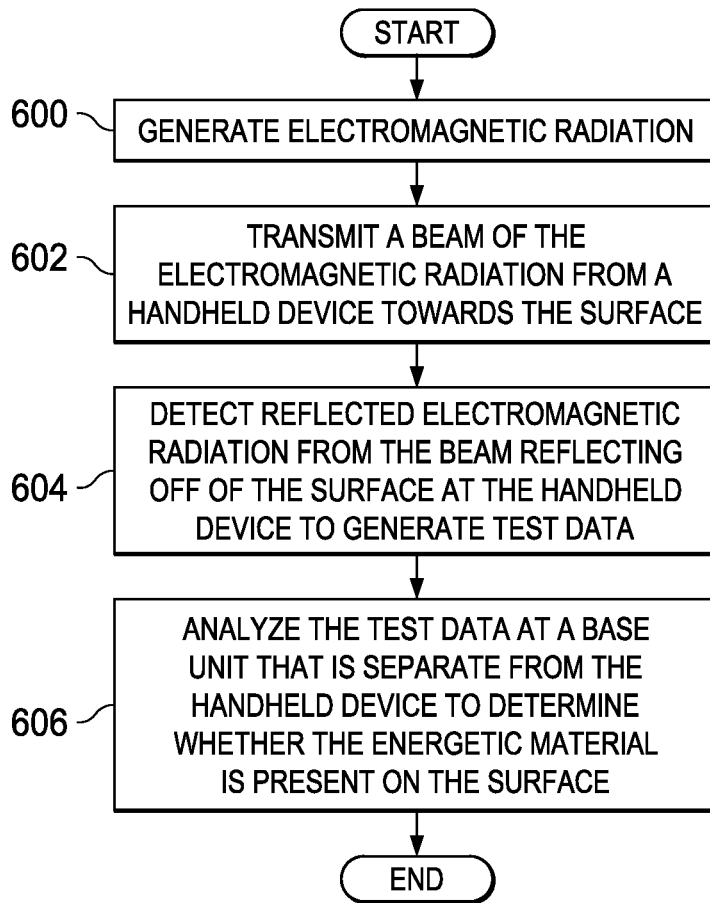 START
600
GENERATE ELECTROMAGNETIC RADIATION
602
TRANSMIT A BEAM OF THE
ELECTROMAGNETIC RADIATION FROM A
HANDHELD DEVICE TOWARDS THE SURFACE
604
DETECT REFLECTED ELECTROMAGNETIC
RADIATION FROM THE BEAM REFLECTING
OFF OF THE SURFACE AT THE HANDHELD
DEVICE TO GENERATE TEST DATA
606
ANALYZE THE TEST DATA AT A BASE
UNIT THAT IS SEPARATE FROM THE
HANDHELD DEVICE TO DETERMINE
WHETHER THE ENERGETIC MATERIAL
IS PRESENT ON THE SURFACE
END